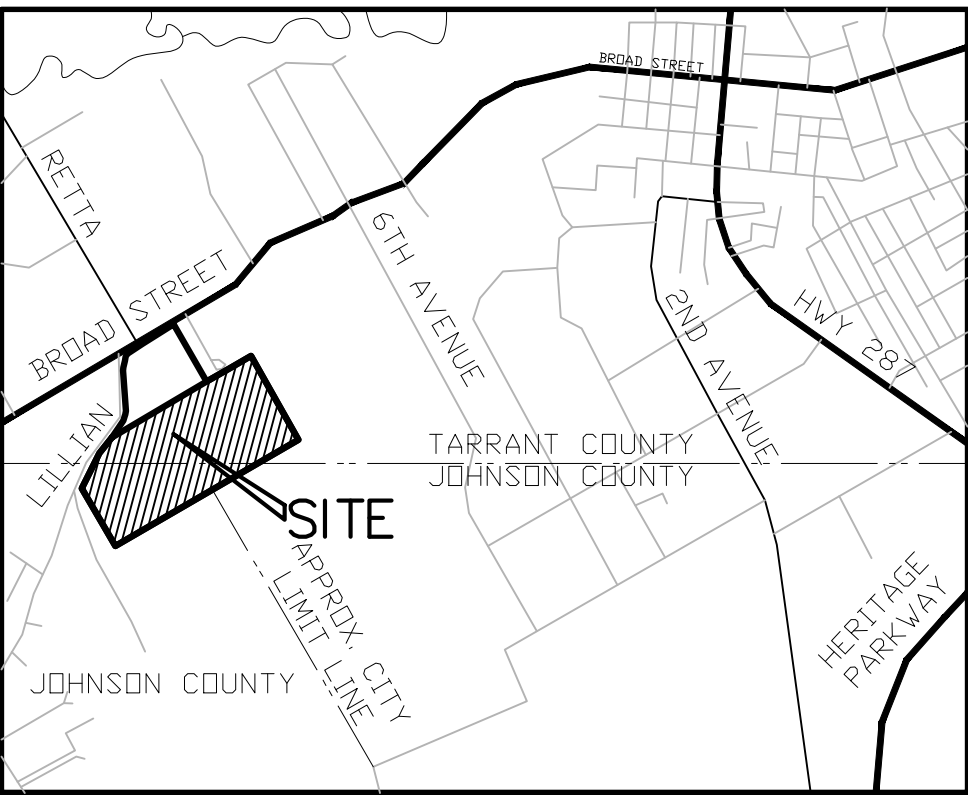 BROAD STREET
RETTA
6TH AVENUE
BROAD STREET
2ND AVENUE
HWY 287
LILLIAN
TARRANT COUNTY
JOHNSON COUNTY
SITE
APPROX. CITY
LIMIT LINE
HERITAGE
PARKWAY
JOHNSON COUNTY